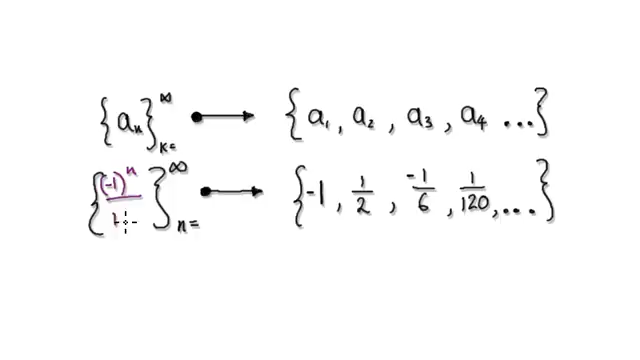 {aₙ}^∞_{k=} ⟶ {a₁, a₂, a₃, a₄ ...}
{(-1)ⁿ/}^∞_{n=} ⟶ {-1, 1/2, -1/6, 1/120, ...}